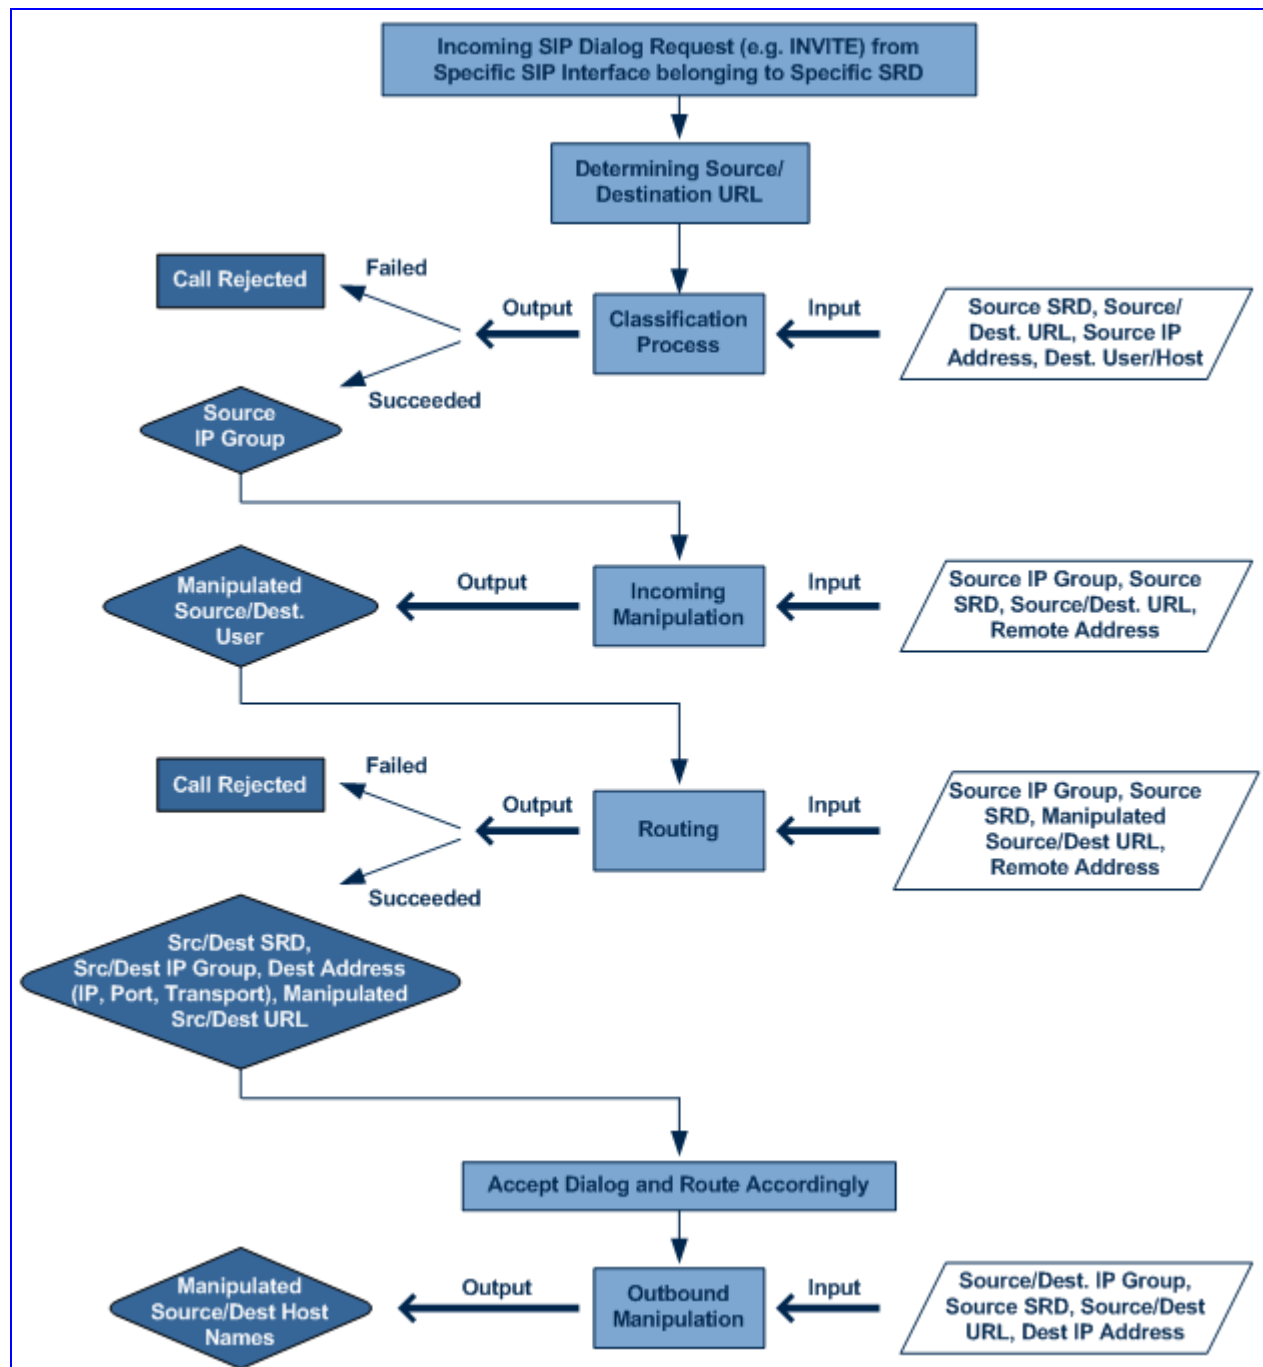 Incoming SIP Dialog Request (e.g. INVITE) from
Specific SIP Interface belonging to Specific SRD
Determining Source/
Destination URL
Call Rejected
Failed
Output
Classification
Process
Input
Source SRD, Source/
Dest. URL, Source IP
Address, Dest. User/Host
Succeeded
Source
IP Group
Manipulated
Source/Dest.
User
Output
Incoming
Manipulation
Input
Source IP Group, Source
SRD, Source/Dest. URL,
Remote Address
Call Rejected
Failed
Output
Routing
Input
Source IP Group, Source
SRD, Manipulated
Source/Dest URL,
Remote Address
Succeeded
Src/Dest SRD,
Src/Dest IP Group, Dest Address
(IP, Port, Transport), Manipulated
Src/Dest URL
Accept Dialog and Route Accordingly
Manipulated
Source/Dest Host
Names
Output
Outbound
Manipulation
Input
Source/Dest. IP Group,
Source SRD, Source/Dest
URL, Dest IP Address